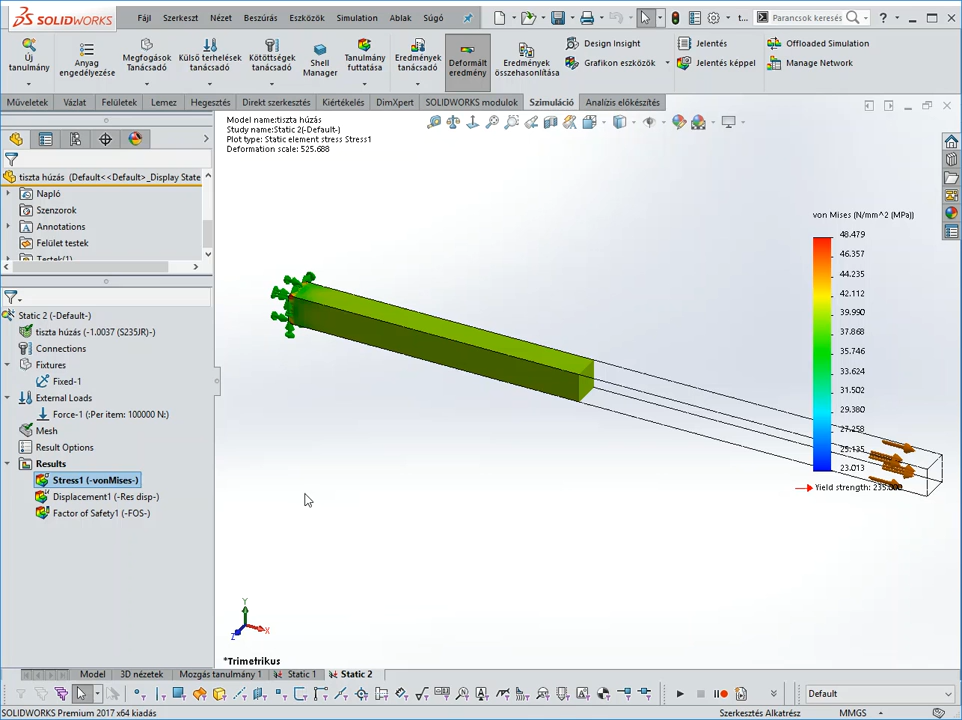 SOLIDWORKS
Fájl Szerkeszt Nézet Beszúrás Eszközök Simulation Ablak Súgó
t...
Parancsok keresés
Új tanulmány
Anyag engedélyezése
Megfogások Tanácsadó
Külső terhelések tanácsadó
Kötöttségek tanácsadó
Shell Manager
Tanulmány futtatása
Eredmények tanácsadó
Deformált eredmény
Eredmények összehasonlítása
Design Insight
Grafikon eszközök
Jelentés
Jelentés képpel
Offloaded Simulation
Manage Network
Műveletek Vázlat Felületek Lemez Hegesztés Direkt szerkesztés Kiértékelés DimXpert SOLIDWORKS modulok Szimuláció Analízis előkészítés
tiszta húzás (Default<<Default>_Display State
Napló
Szenzorok
Annotations
Felület testek
Testek(1)
Static 2 (-Default-)
tiszta húzás (-1.0037 (S235JR)-)
Connections
Fixtures
Fixed-1
External Loads
Force-1 (:Per item: 100000 N:)
Mesh
Result Options
Results
Stress1 (-vonMises-)
Displacement1 (-Res disp-)
Factor of Safety1 (-FOS-)
Model name:tiszta húzás
Study name:Static 2(-Default-)
Plot type: Static element stress Stress1
Deformation scale: 525.688
von Mises (N/mm^2 (MPa))
48.479
46.357
44.235
42.112
39.990
37.868
35.746
33.624
31.502
29.380
27.258
25.135
23.013
Yield strength: 235.000
Y
X
Z
*Trimetrikus
Model 3D nézetek Mozgás tanulmány 1 Static 1 Static 2
Default
SOLIDWORKS Premium 2017 x64 kiadás
Szerkesztés Alkatrész
MMGS